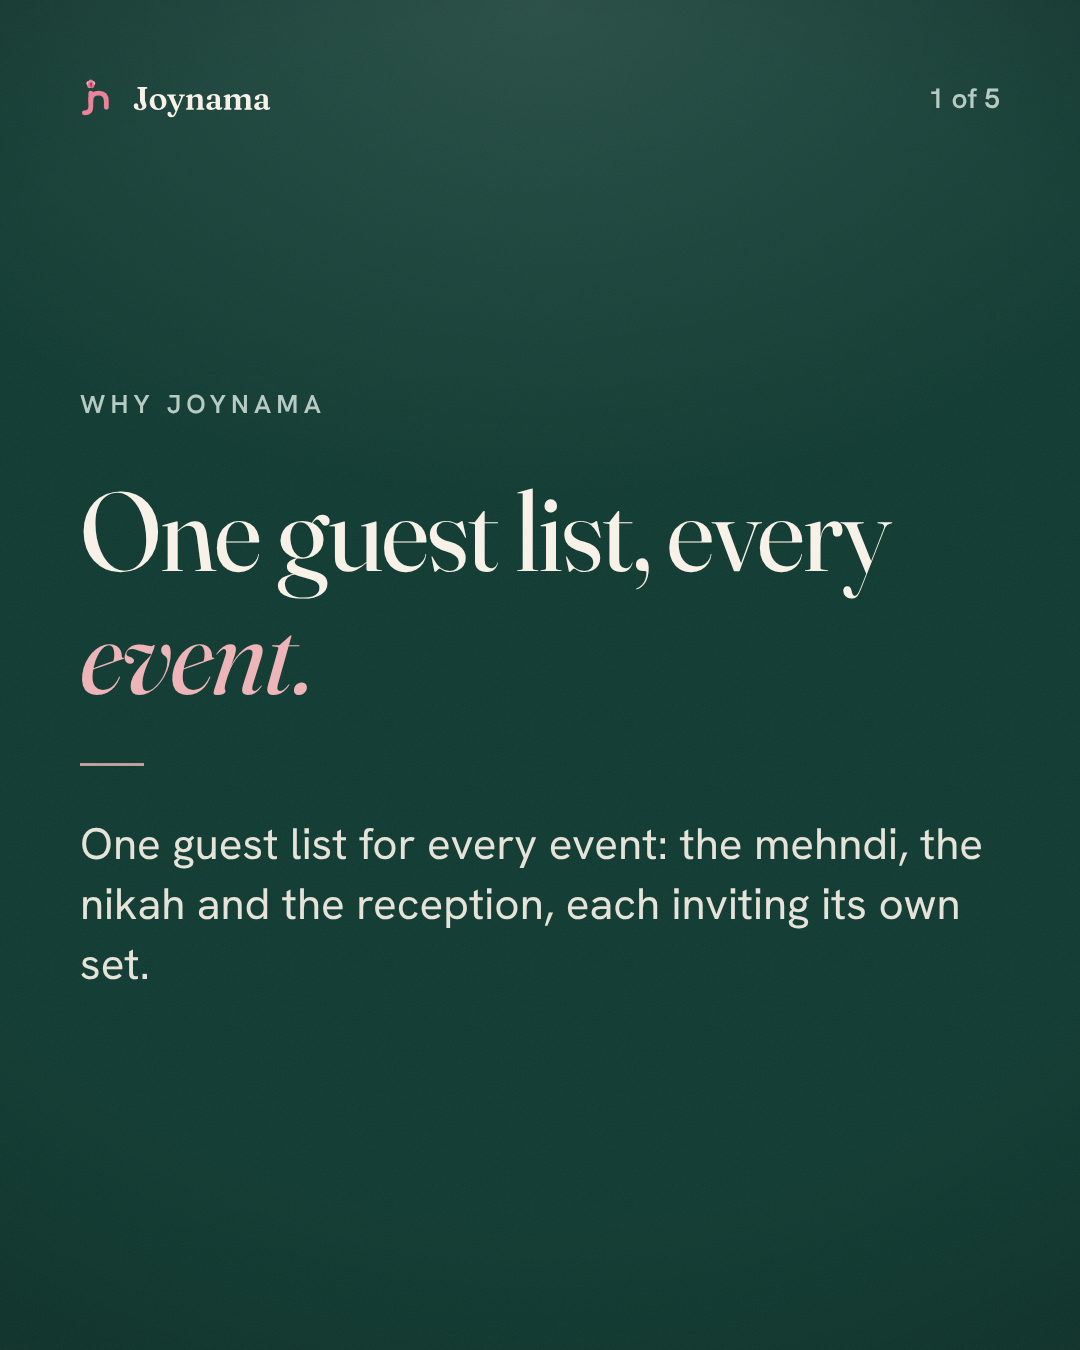 Joynama
1 of 5
WHY JOYNAMA
One guest list, every
event.
One guest list for every event: the mehndi, the
nikah and the reception, each inviting its own
set.